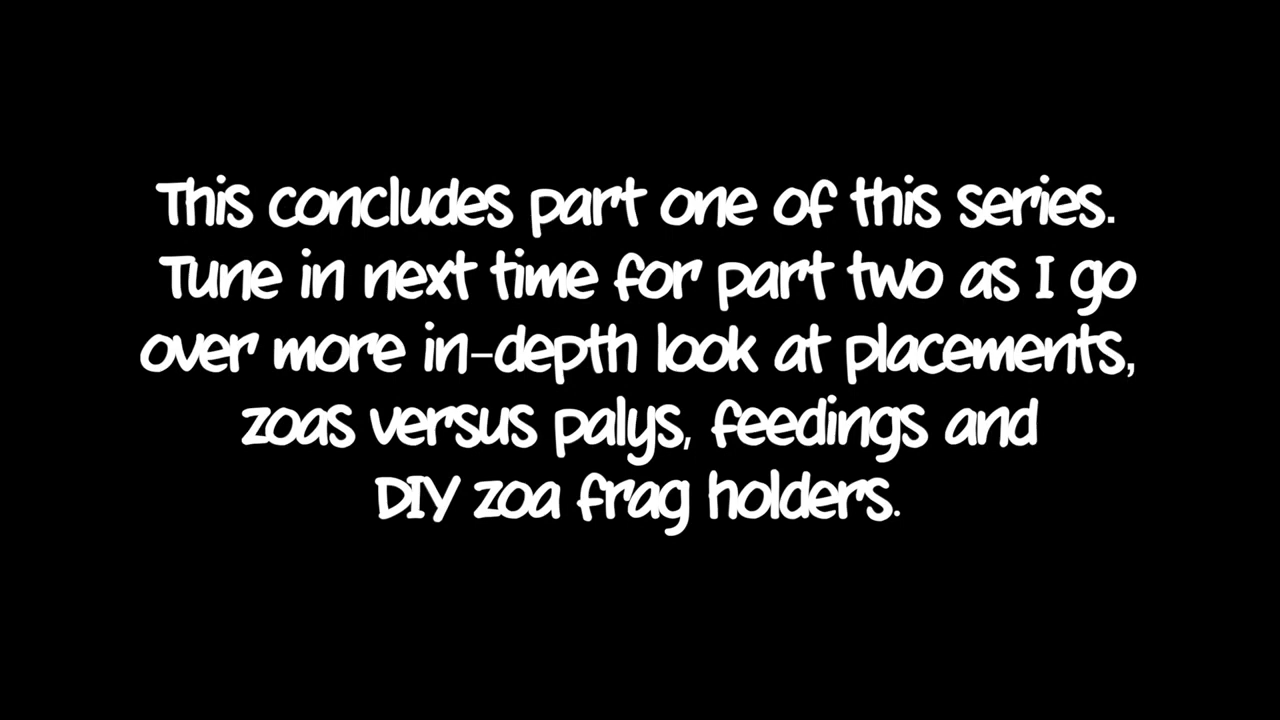 This concludes part one of this series.
Tune in next time for part two as I go
over more in-depth look at placements,
zoas versus palys, feedings and
DIY zoa frag holders.